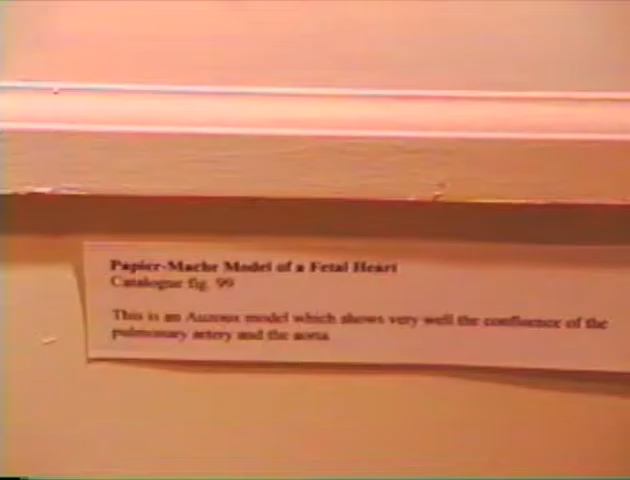 Papier-Mache Model of a Fetal Heart
Catalogue fig. 99
This is an Auzoux model which shows very well the confluence of the
pulmonary artery and the aorta